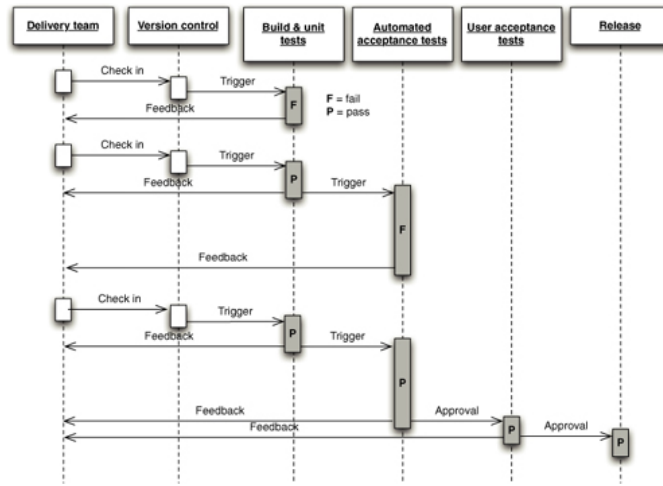 Delivery team
Version control
Build & unit
tests
Automated
acceptance tests
User acceptance
tests
Release
Check in
Trigger
Feedback
F
F = fail
P = pass
Check in
Trigger
Feedback
P
Trigger
F
Feedback
Check in
Trigger
Feedback
P
Trigger
P
Feedback
Approval
Feedback
P
Approval
P